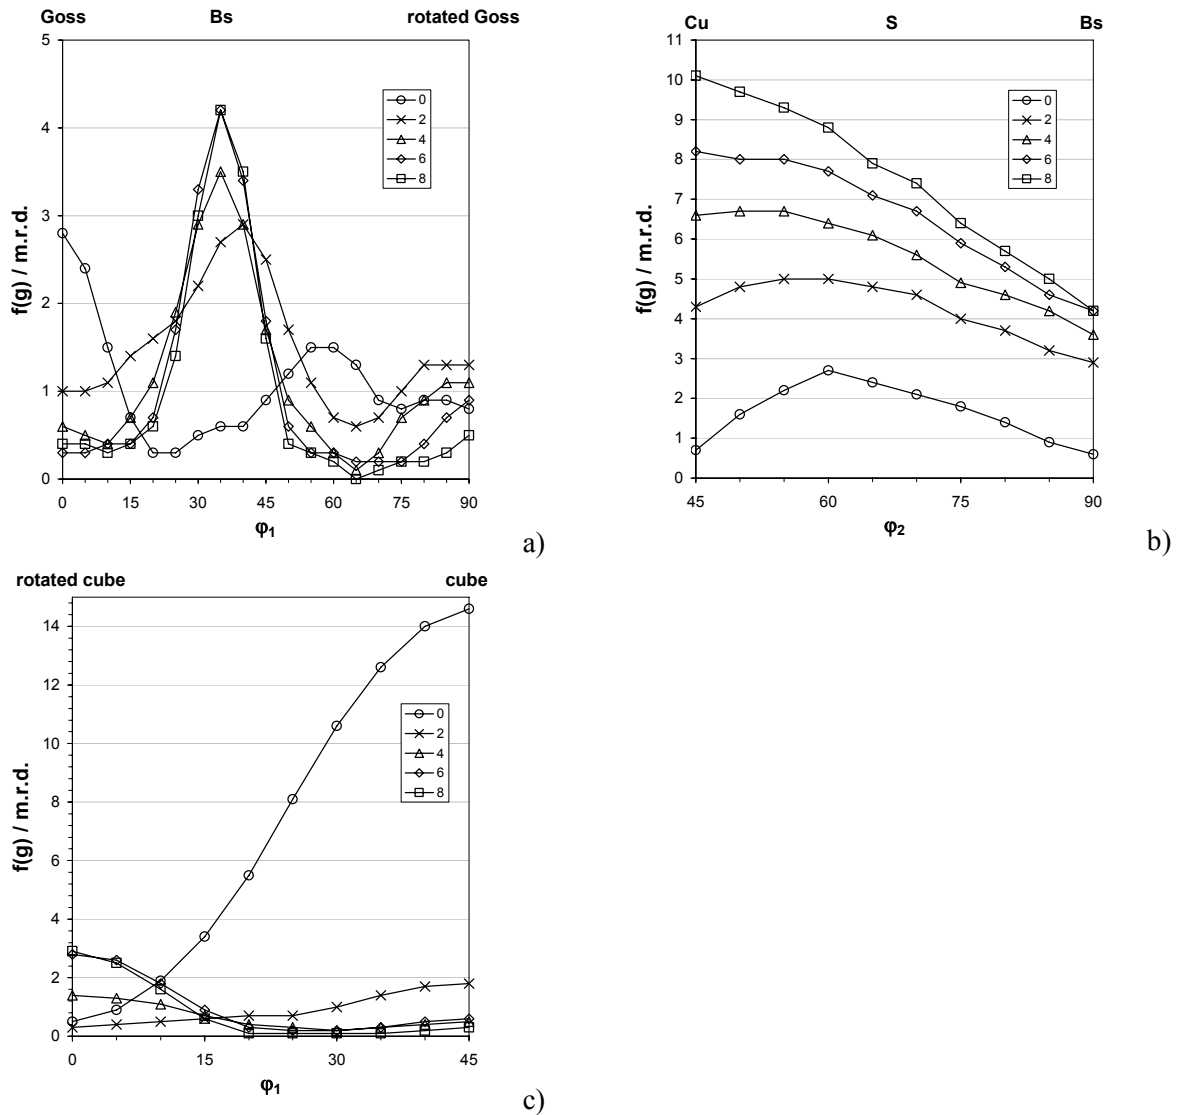 Goss Bs rotated Goss
5
4
3
2
1
0
f(g) / m.r.d.
0
2
4
6
8
0 15 30 45 60 75 90
φ1
a)
Cu S Bs
11
10
9
8
7
6
5
4
3
2
1
0
f(g) / m.r.d.
0
2
4
6
8
45 60 75 90
φ2
b)
rotated cube cube
14
12
10
8
6
4
2
0
f(g) / m.r.d.
0
2
4
6
8
0 15 30 45
φ1
c)